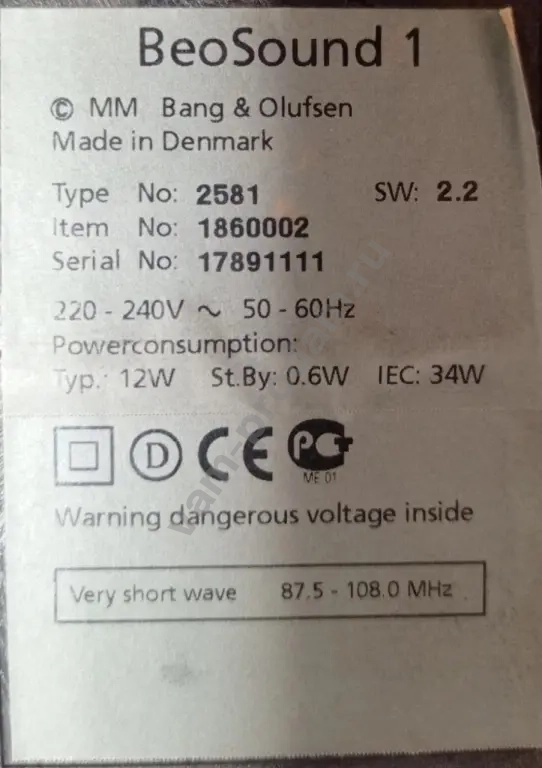 BeoSound 1
© MM Bang & Olufsen
Made in Denmark
Type No: 2581 SW: 2.2
Item No: 1860002
Serial No: 17891111
220 - 240V ~ 50 - 60Hz
Powerconsumption:
Typ.: 12W St.By: 0.6W IEC: 34W
D CE PCT
ME 01
Warning dangerous voltage inside
Very short wave 87.5 - 108.0 MHz